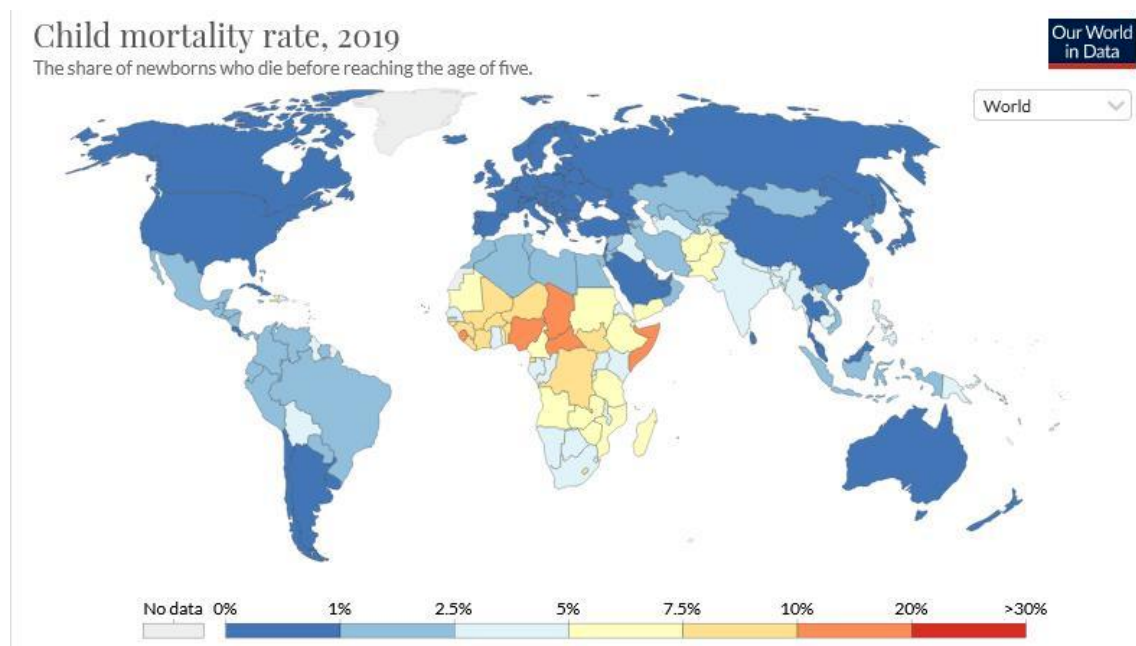 Child mortality rate, 2019
The share of newborns who die before reaching the age of five.
Our World
in Data
World
No data 0% 1% 2.5% 5% 7.5% 10% 20% >30%